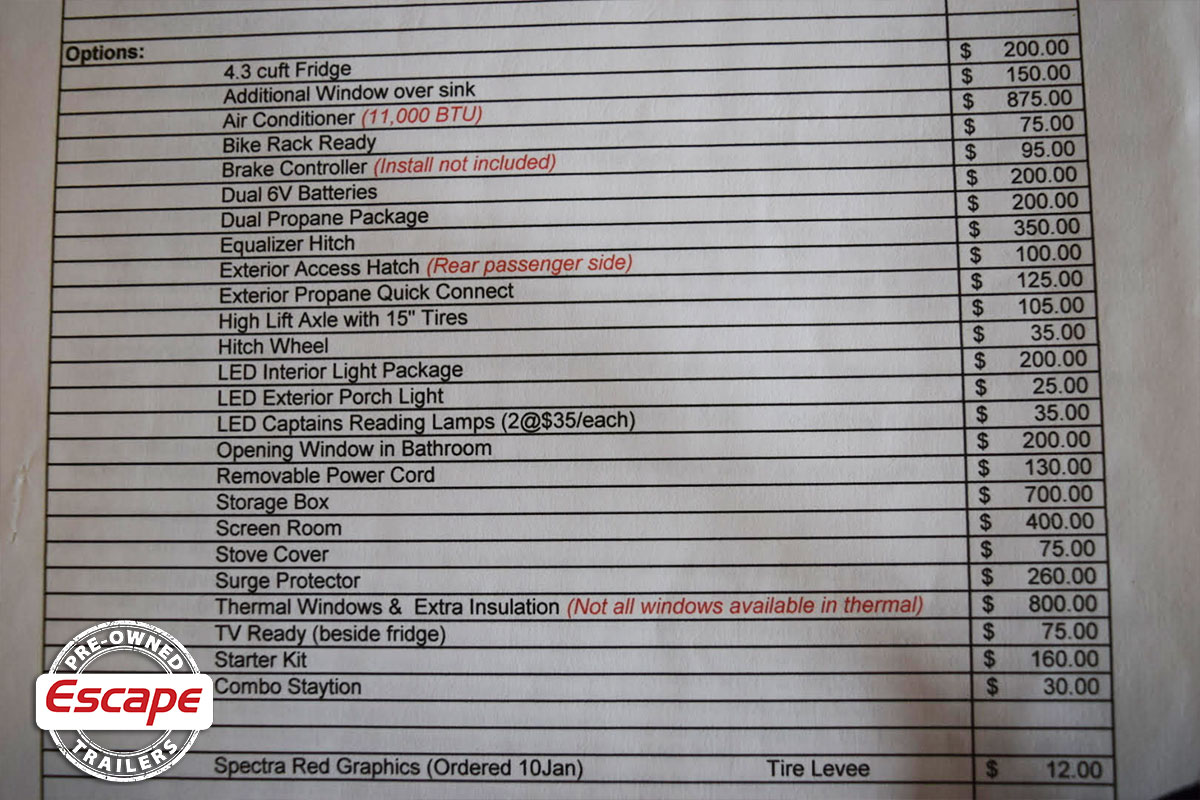 Options:
4.3 cuft Fridge $ 200.00
Additional Window over sink $ 150.00
Air Conditioner (11,000 BTU) $ 875.00
Bike Rack Ready $ 75.00
Brake Controller (Install not included) $ 95.00
Dual 6V Batteries $ 200.00
Dual Propane Package $ 200.00
Equalizer Hitch $ 350.00
Exterior Access Hatch (Rear passenger side) $ 100.00
Exterior Propane Quick Connect $ 125.00
High Lift Axle with 15" Tires $ 105.00
Hitch Wheel $ 35.00
LED Interior Light Package $ 200.00
LED Exterior Porch Light $ 25.00
LED Captains Reading Lamps (2@$35/each) $ 35.00
Opening Window in Bathroom $ 200.00
Removable Power Cord $ 130.00
Storage Box $ 700.00
Screen Room $ 400.00
Stove Cover $ 75.00
Surge Protector $ 260.00
Thermal Windows & Extra Insulation (Not all windows available in thermal) $ 800.00
TV Ready (beside fridge) $ 75.00
Starter Kit $ 160.00
Combo Staytion $ 30.00
Spectra Red Graphics (Ordered 10Jan) Tire Levee $ 12.00
PRE-OWNED
Escape
TRAILERS